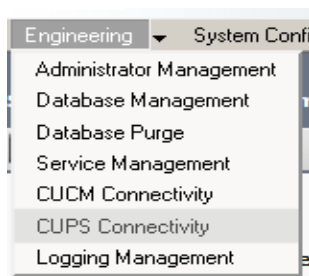 Engineering System Confi
Administrator Management
Database Management
Database Purge
Service Management
CUCM Connectivity
CUPS Connectivity
Logging Management